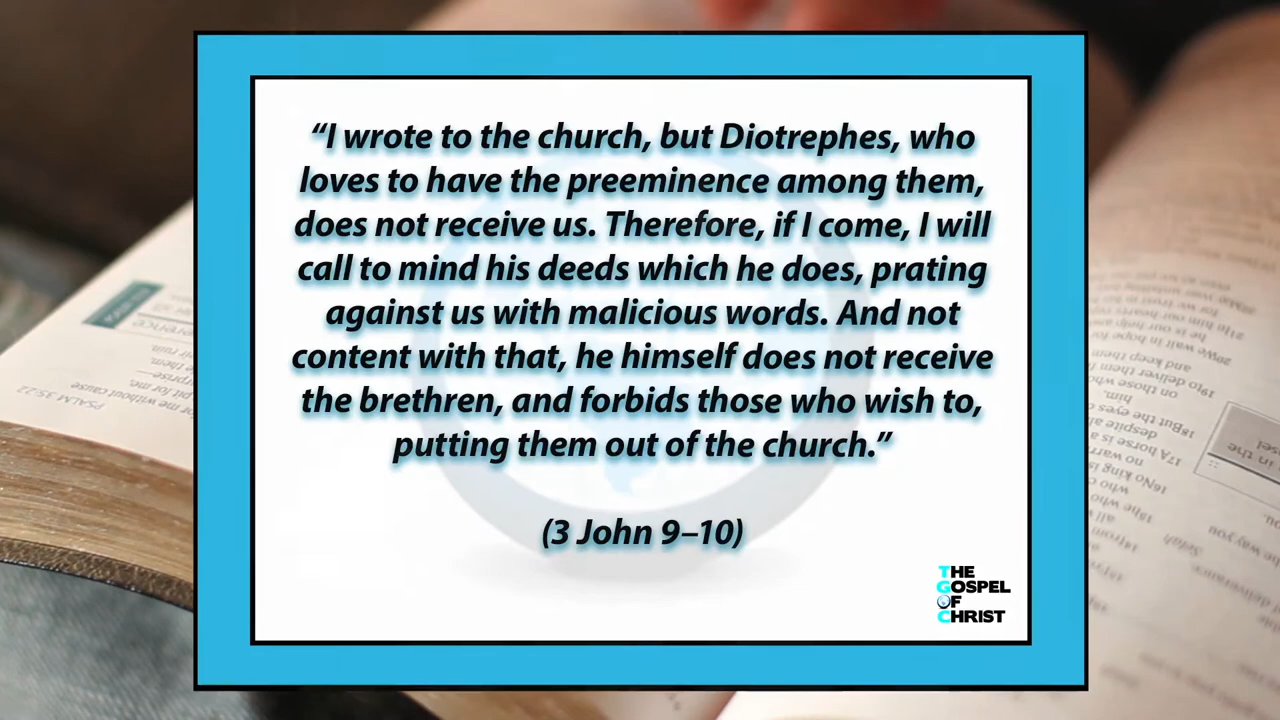 “I wrote to the church, but Diotrephes, who
loves to have the preeminence among them,
does not receive us. Therefore, if I come, I will
call to mind his deeds which he does, prating
against us with malicious words. And not
content with that, he himself does not receive
the brethren, and forbids those who wish to,
putting them out of the church.”
(3 John 9–10)
THE
GOSPEL
OF
CHRIST
PSALM 35:22